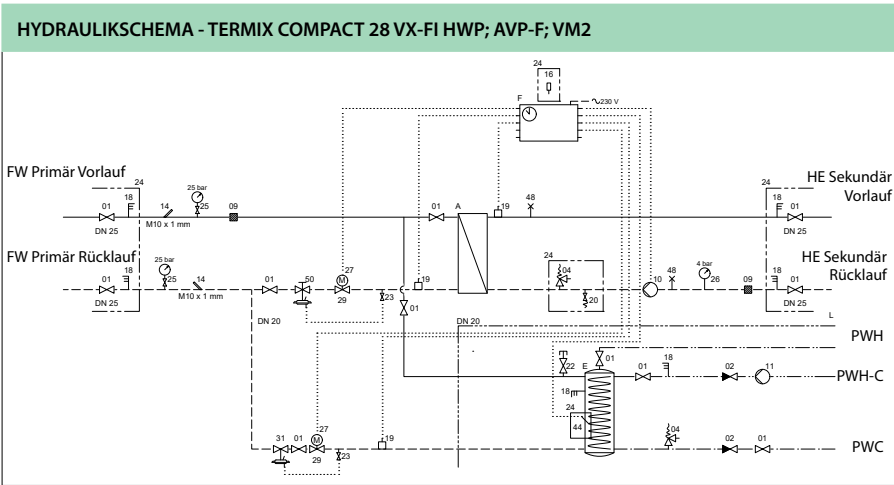 HYDRAULIKSCHEMA - TERMIX COMPACT 28 VX-FI HWP; AVP-F; VM2
24
16
F
230 V
FW Primär Vorlauf
24
25 bar
24
HE Sekundär
Vorlauf
01
18
14
25
09
01
A
19
48
18
01
DN 25
M10 x 1 mm
DN 25
FW Primär Rücklauf
25 bar
24
4 bar
HE Sekundär
Rücklauf
01
18
25
14
01
50
27
M
29
19
04
20
10
48
26
09
18
01
DN 25
M10 x 1 mm
23
01
DN 25
DN 20
DN 20
L
PWH
22
E
01
01
18
02
11
PWH-C
18
24
44
31
01
27
M
29
23
19
04
02
01
PWC